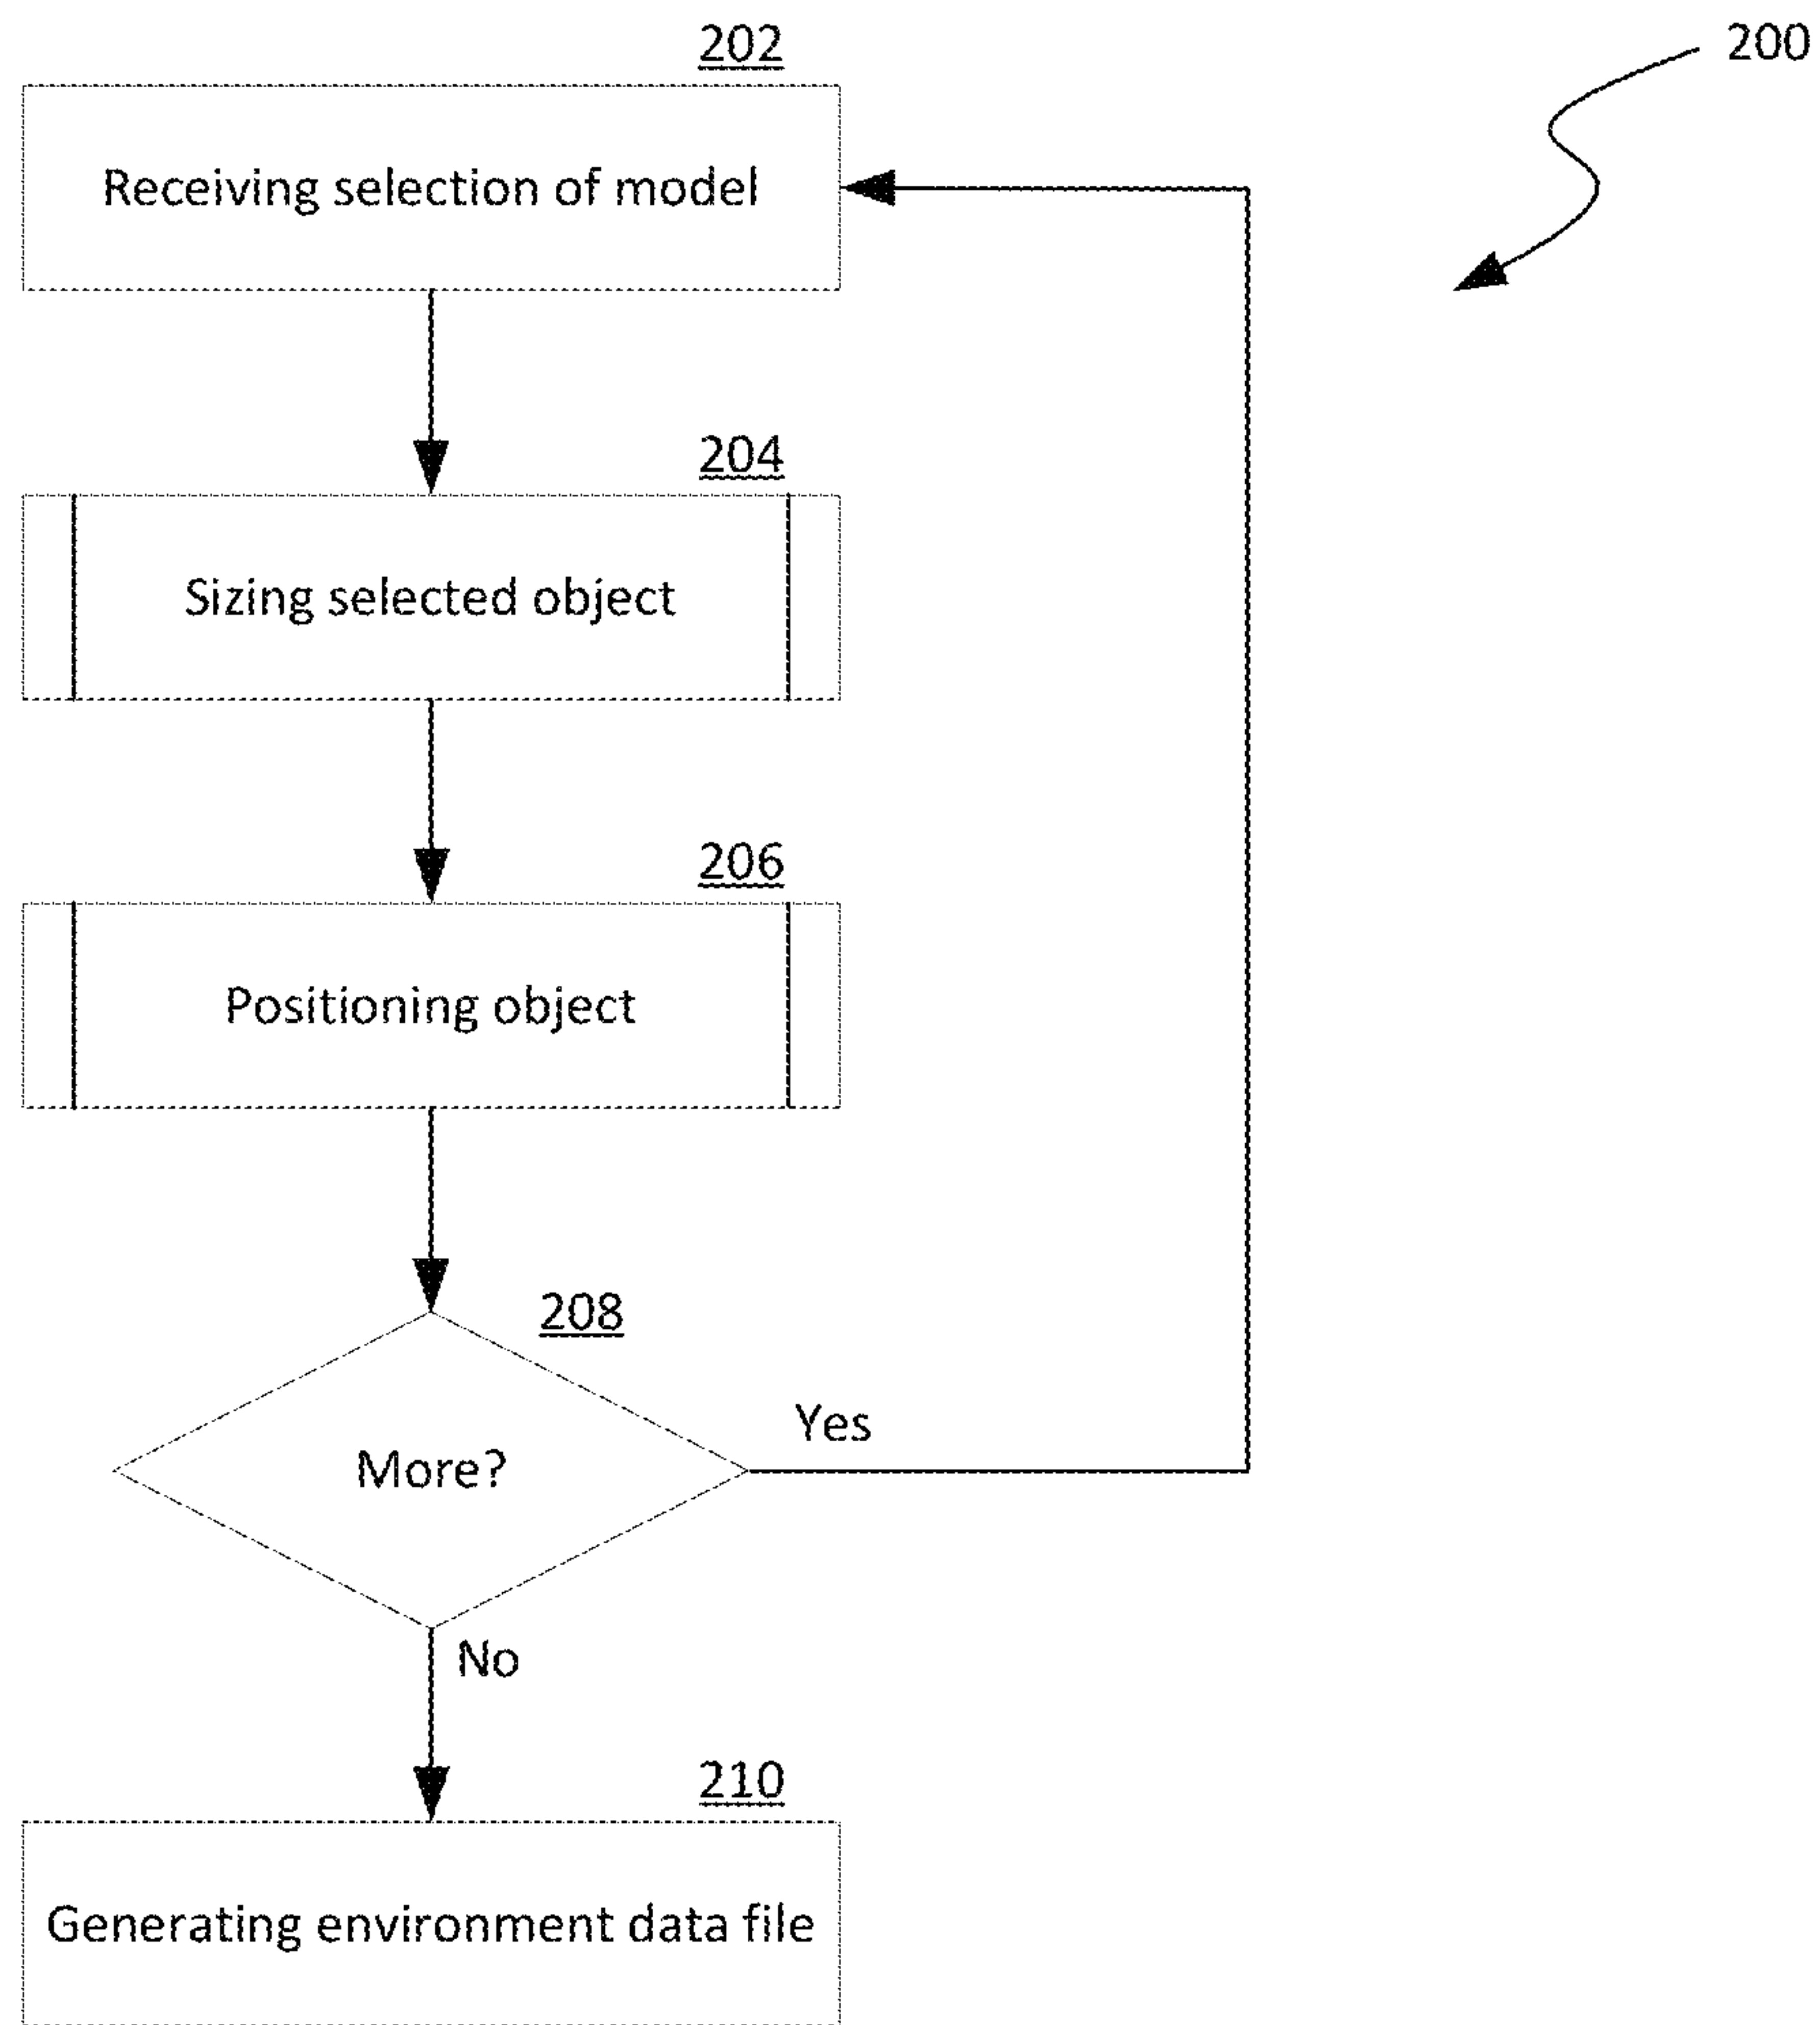 202
200
Receiving selection of model
204
Sizing selected object
206
Positioning object
208
Yes
More?
No
210
Generating environment data file